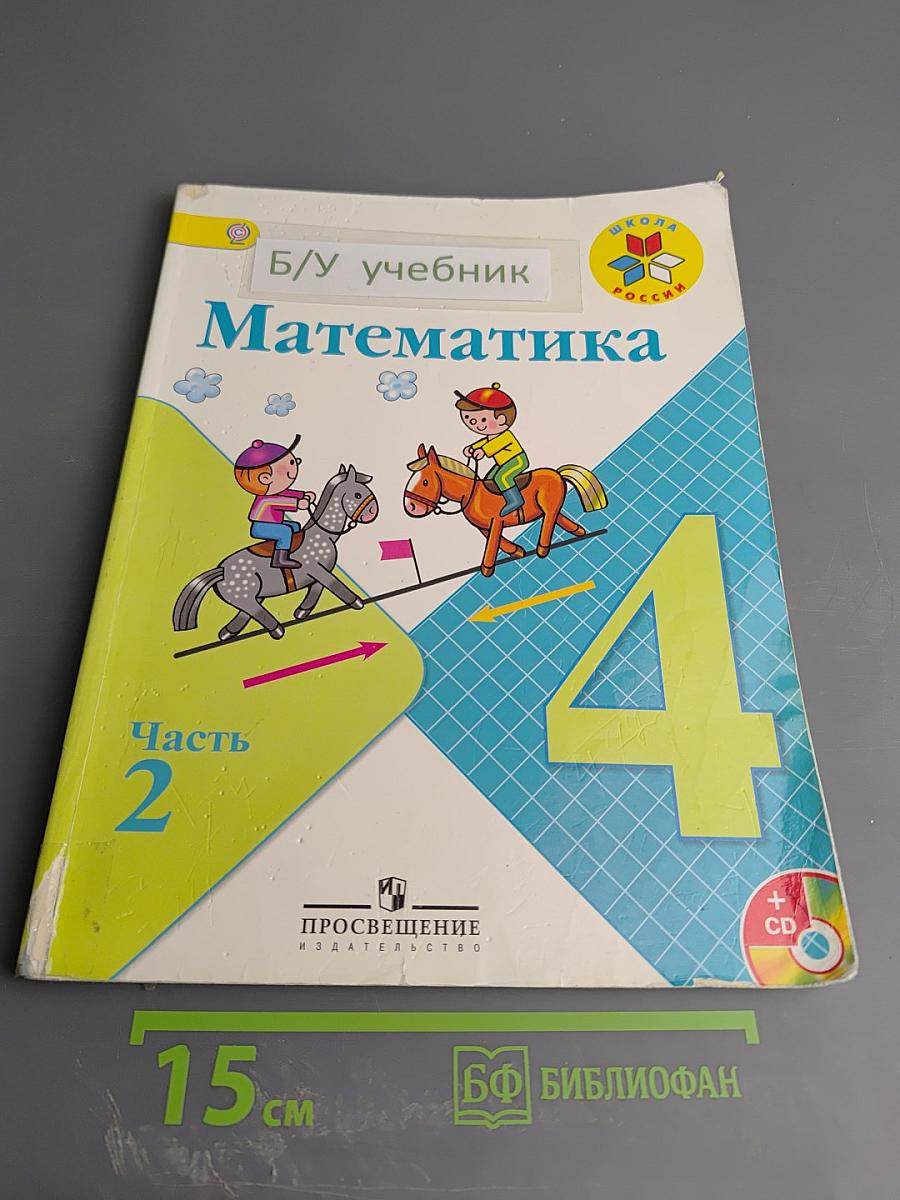 Б/У учебник
ШКОЛА
РОССИИ
Математика
4
Часть
2
ПРОСВЕЩЕНИЕ
ИЗДАТЕЛЬСТВО
+
CD
15 см
БФ БИБЛИОФАН